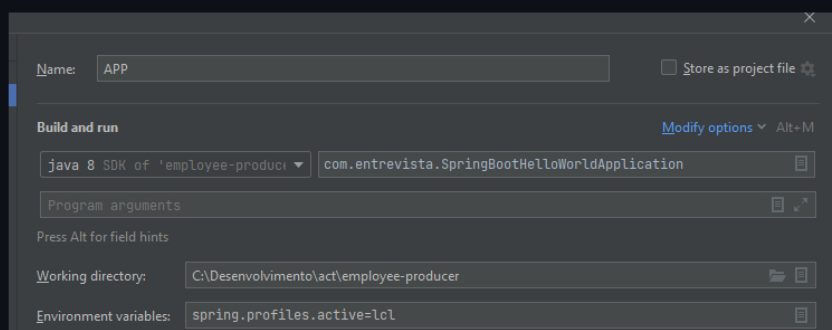 Name: APP Store as project file
Build and run Modify options Alt+M
java 8 SDK of 'employee-produce com.entrevista.SpringBootHelloWorldApplication
Program arguments
Press Alt for field hints
Working directory: C:\Desenvolvimento\act\employee-producer
Environment variables: spring.profiles.active=lcl